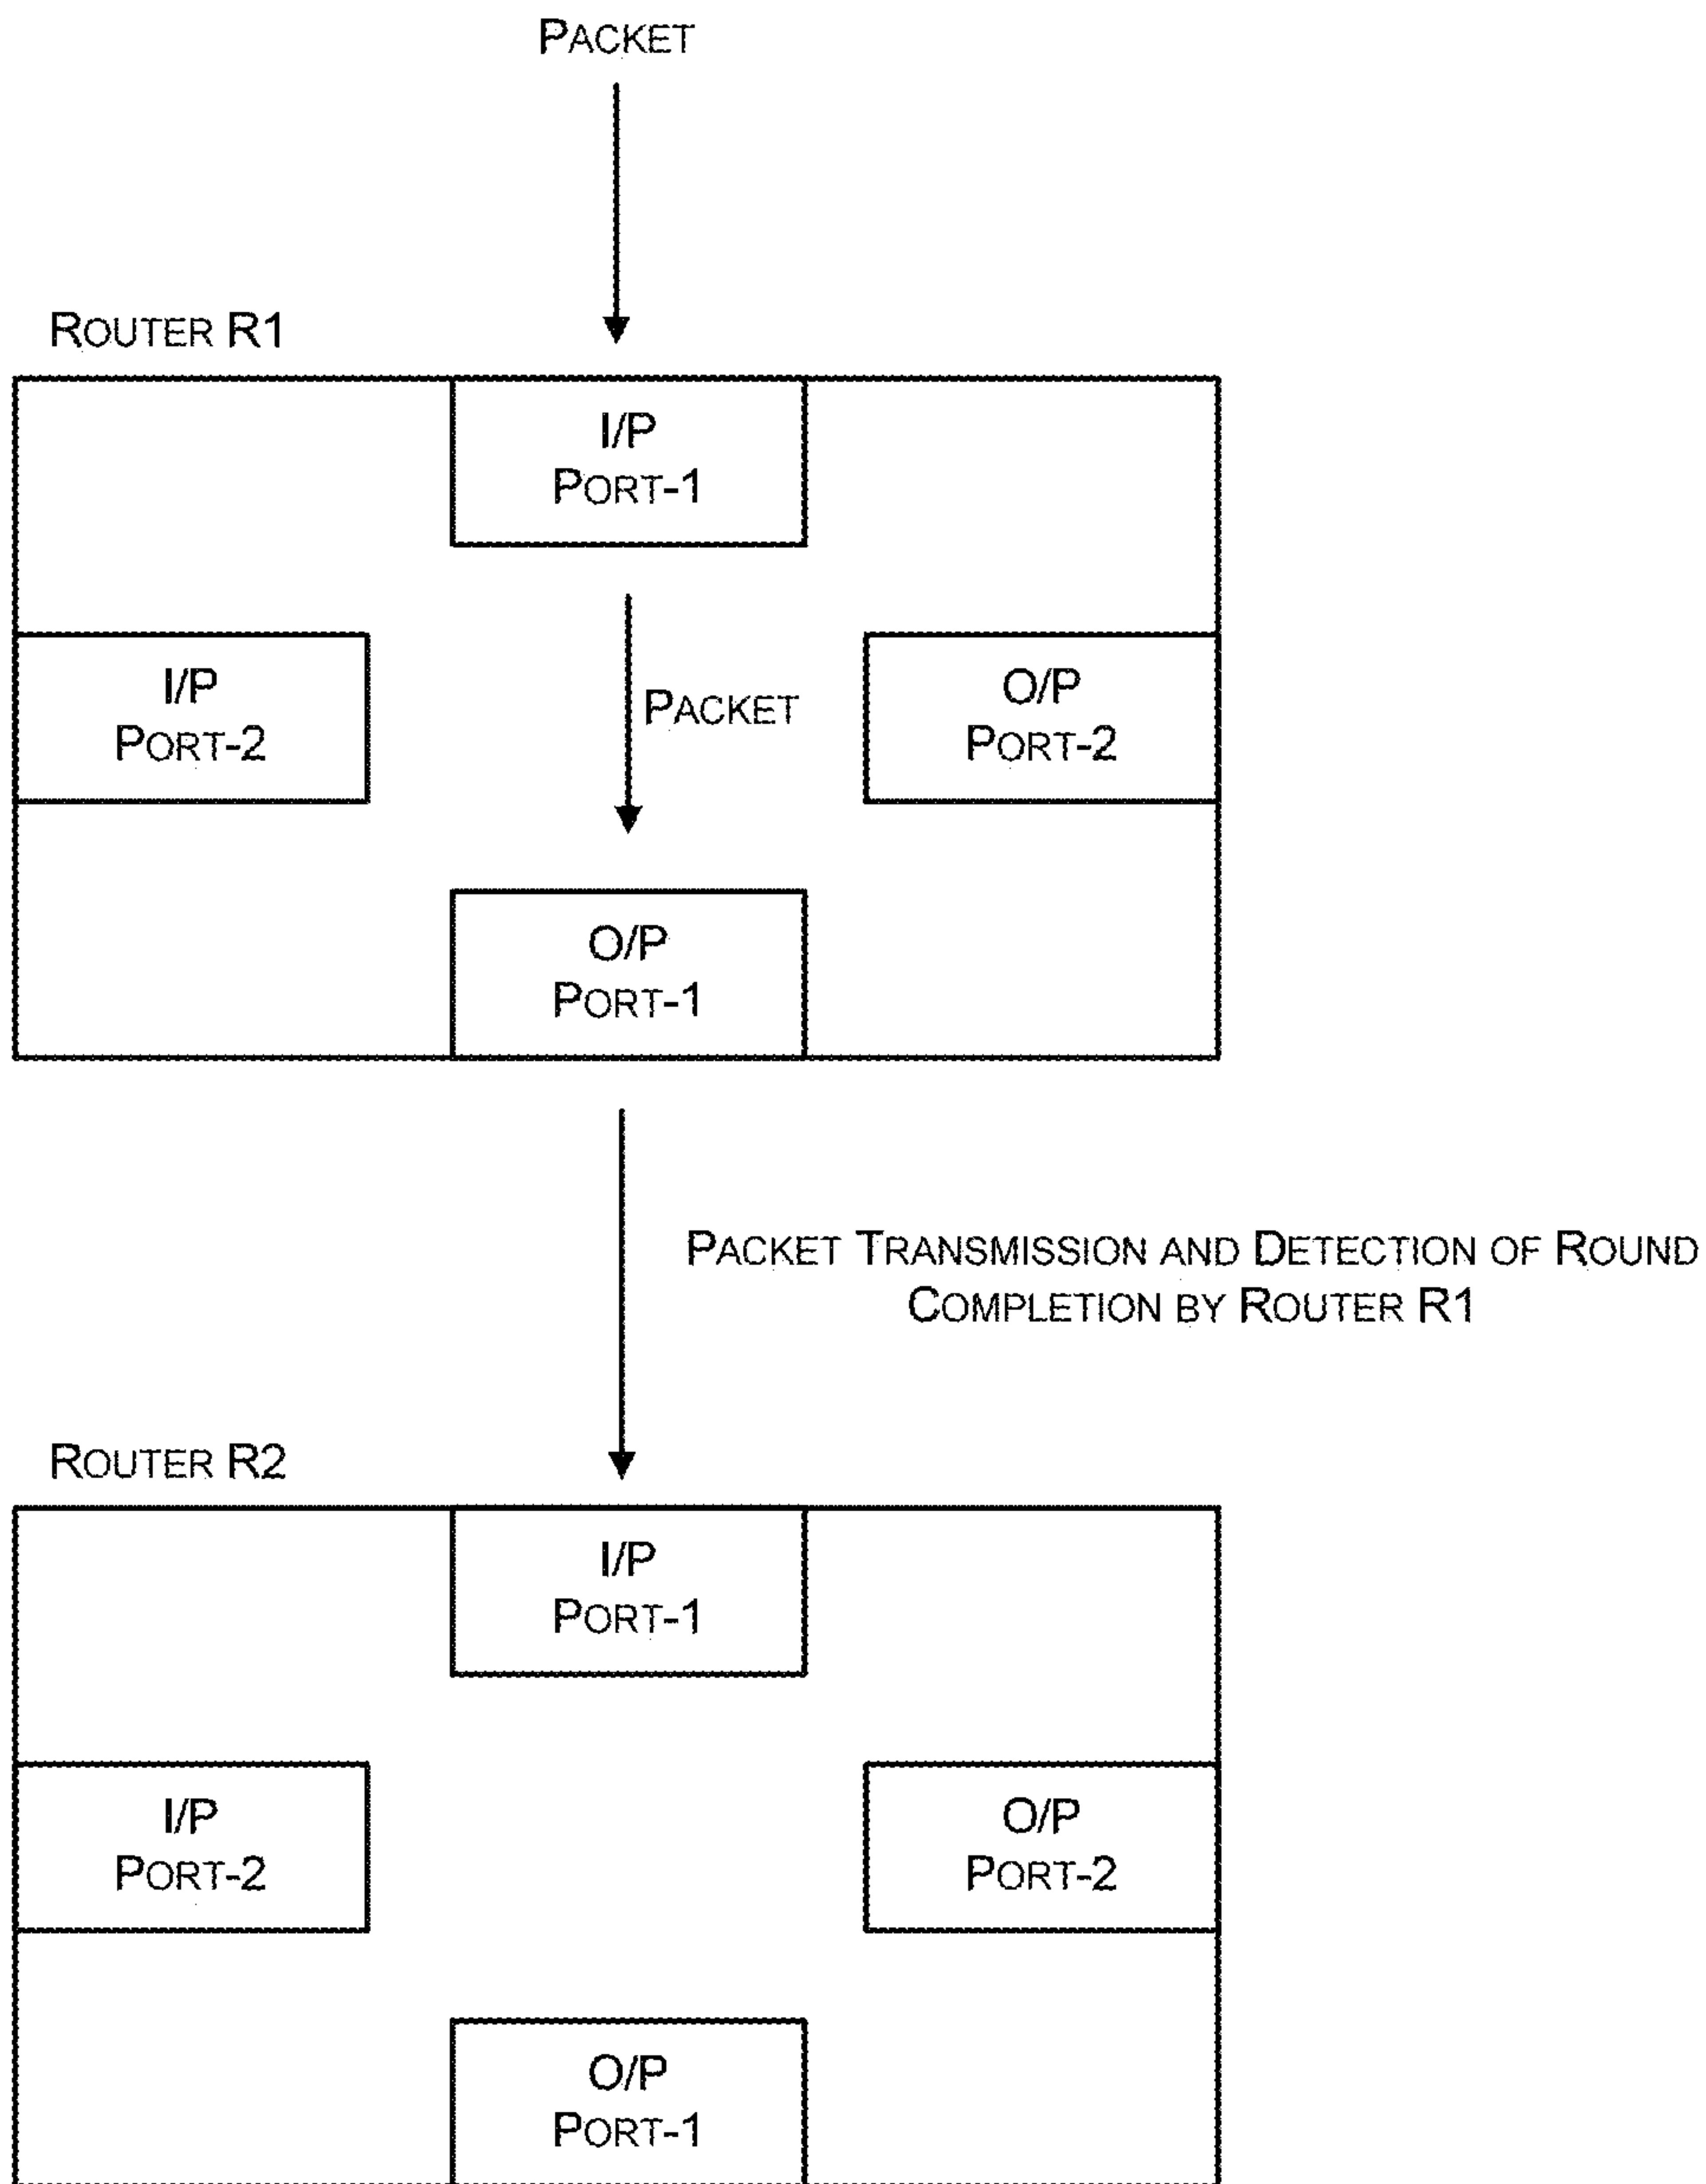 PACKET
ROUTER R1
I/P
PORT-1
I/P
PORT-2
PACKET
O/P
PORT-2
O/P
PORT-1
PACKET TRANSMISSION AND DETECTION OF ROUND
COMPLETION BY ROUTER R1
ROUTER R2
I/P
PORT-1
I/P
PORT-2
O/P
PORT-2
O/P
PORT-1